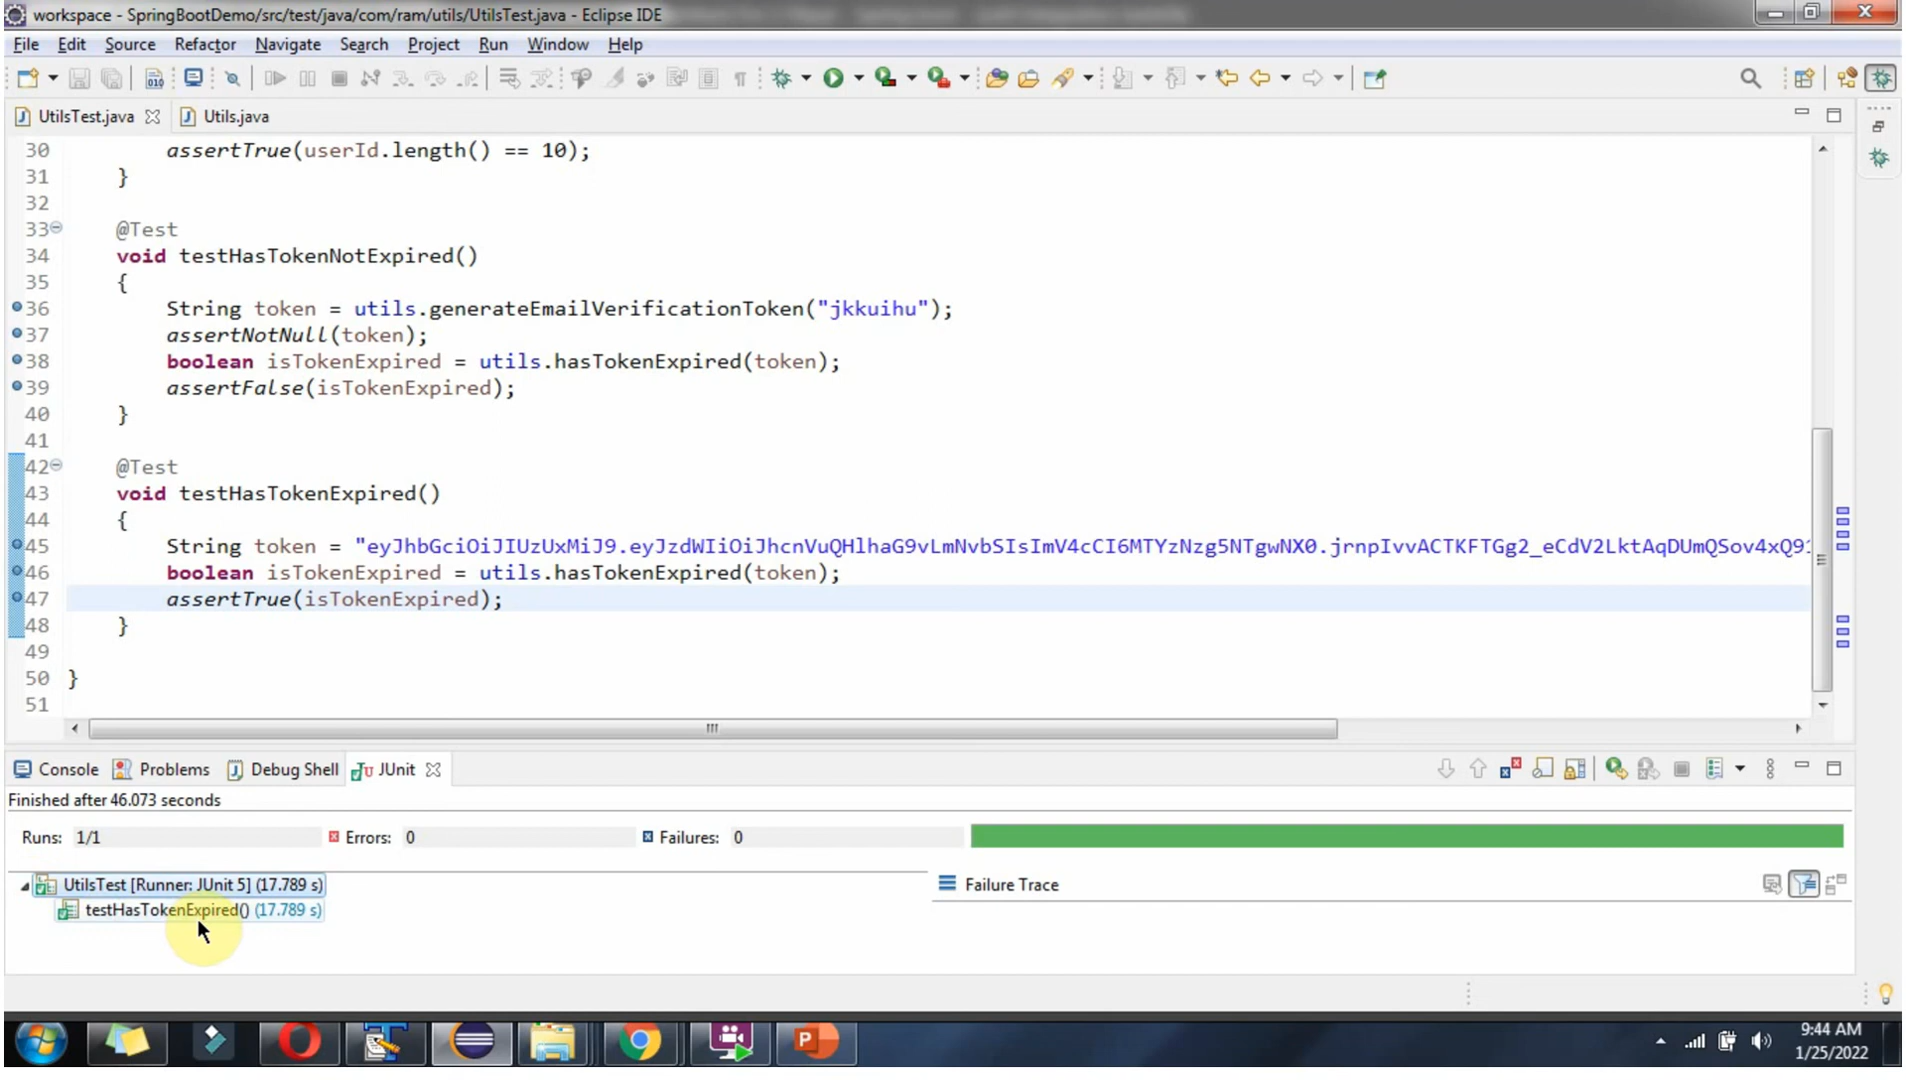 workspace - SpringBootDemo/src/test/java/com/ram/utils/UtilsTest.java - Eclipse IDE
File Edit Source Refactor Navigate Search Project Run Window Help
UtilsTest.java Utils.java
30 assertTrue(userId.length() == 10);
31 }
32
33 @Test
34 void testHasTokenNotExpired()
35 {
36 String token = utils.generateEmailVerificationToken("jkkuihu");
37 assertNotNull(token);
38 boolean isTokenExpired = utils.hasTokenExpired(token);
39 assertFalse(isTokenExpired);
40 }
41
42 @Test
43 void testHasTokenExpired()
44 {
45 String token = "eyJhbGciOiJIUzUxMiJ9.eyJzdWIiOiJhcnVuQHlhaG9vLmNvbSIsImV4cCI6MTYzNzg5NTgwNX0.jrnpIvvACTKFTGg2_eCdV2LktAqDUmQSov4xQ91
46 boolean isTokenExpired = utils.hasTokenExpired(token);
47 assertTrue(isTokenExpired);
48 }
49
50 }
51
Console Problems Debug Shell JUnit
Finished after 46.073 seconds
Runs: 1/1 Errors: 0 Failures: 0
UtilsTest [Runner: JUnit 5] (17.789 s)
Failure Trace
testHasTokenExpired() (17.789 s)
9:44 AM
1/25/2022